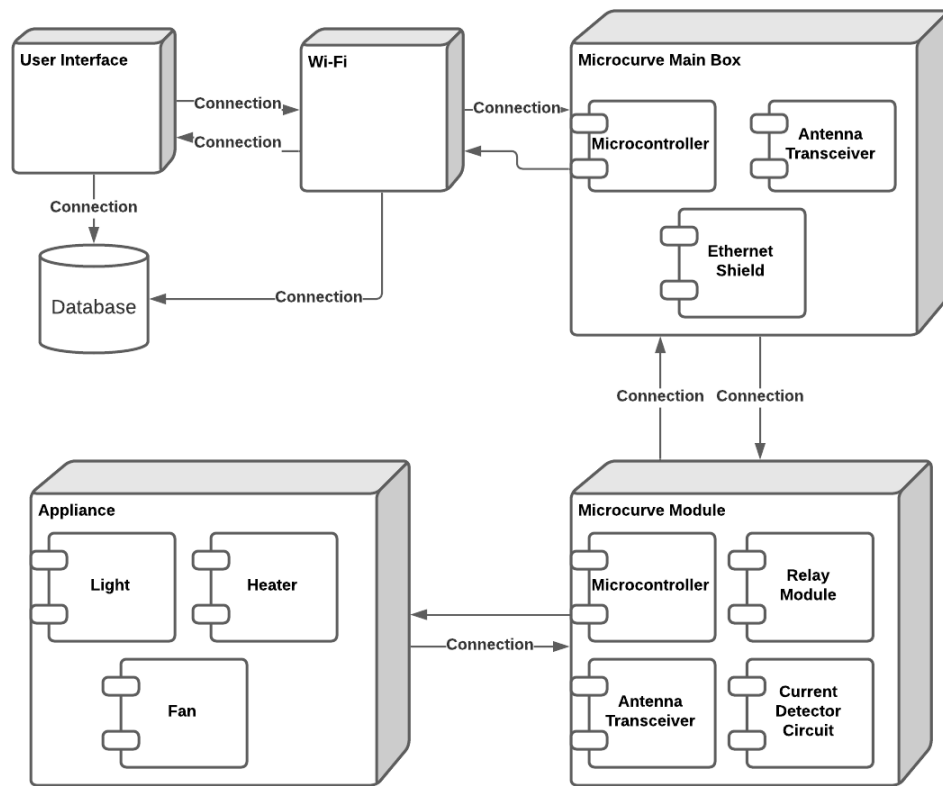 User Interface
Wi-Fi
Microcurve Main Box
Connection
Connection
Connection
Microcontroller
Antenna
Transceiver
Ethernet
Shield
Connection
Database
Connection
Connection
Connection
Appliance
Light
Heater
Fan
Connection
Microcurve Module
Microcontroller
Relay
Module
Antenna
Transceiver
Current
Detector
Circuit